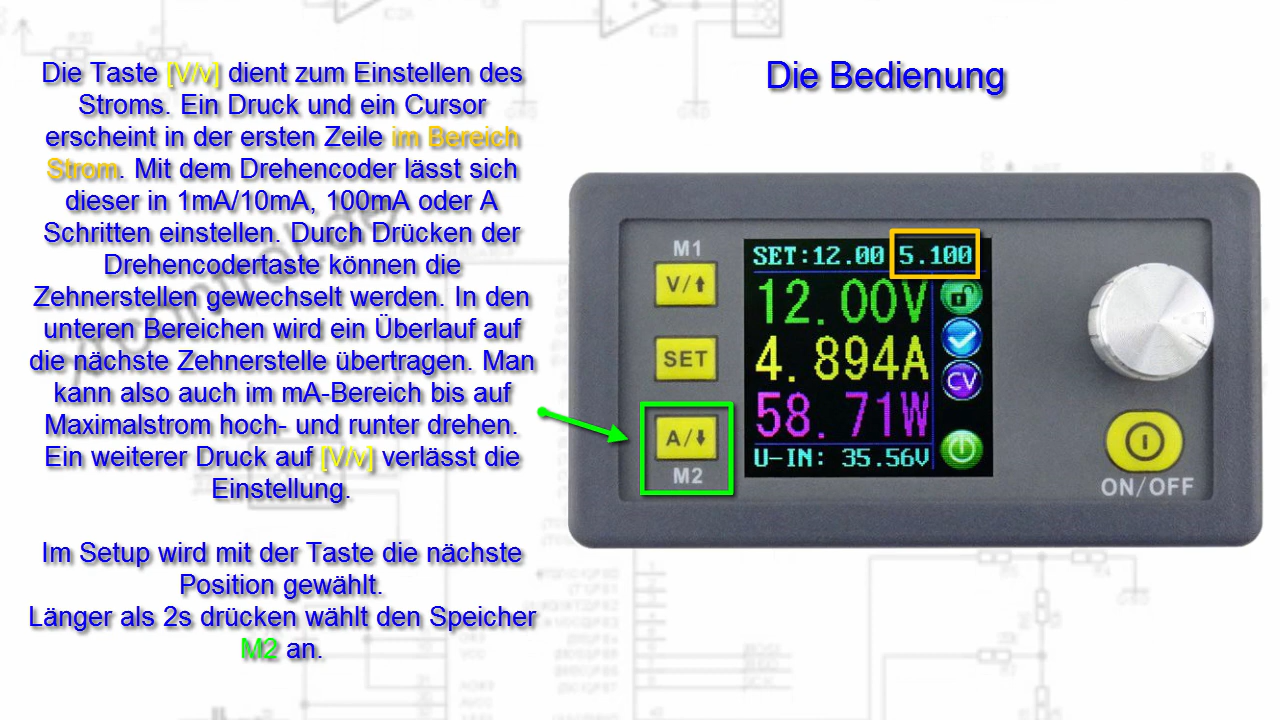 Die Bedienung
Die Taste [V/v] dient zum Einstellen des
Stroms. Ein Druck und ein Cursor
erscheint in der ersten Zeile im Bereich
Strom. Mit dem Drehencoder lässt sich
dieser in 1mA/10mA, 100mA oder A
Schritten einstellen. Durch Drücken der
Drehencodertaste können die
Zehnerstellen gewechselt werden. In den
unteren Bereichen wird ein Überlauf auf
die nächste Zehnerstelle übertragen. Man
kann also auch im mA-Bereich bis auf
Maximalstrom hoch- und runter drehen.
Ein weiterer Druck auf [V/v] verlässt die
Einstellung.
Im Setup wird mit der Taste die nächste
Position gewählt.
Länger als 2s drücken wählt den Speicher
M2 an.
M1
V/⬆
SET
A/⬇
M2
SET:12.00 5.100
12.00V
4.894A
58.71W
U-IN: 35.56V
CV
ON/OFF